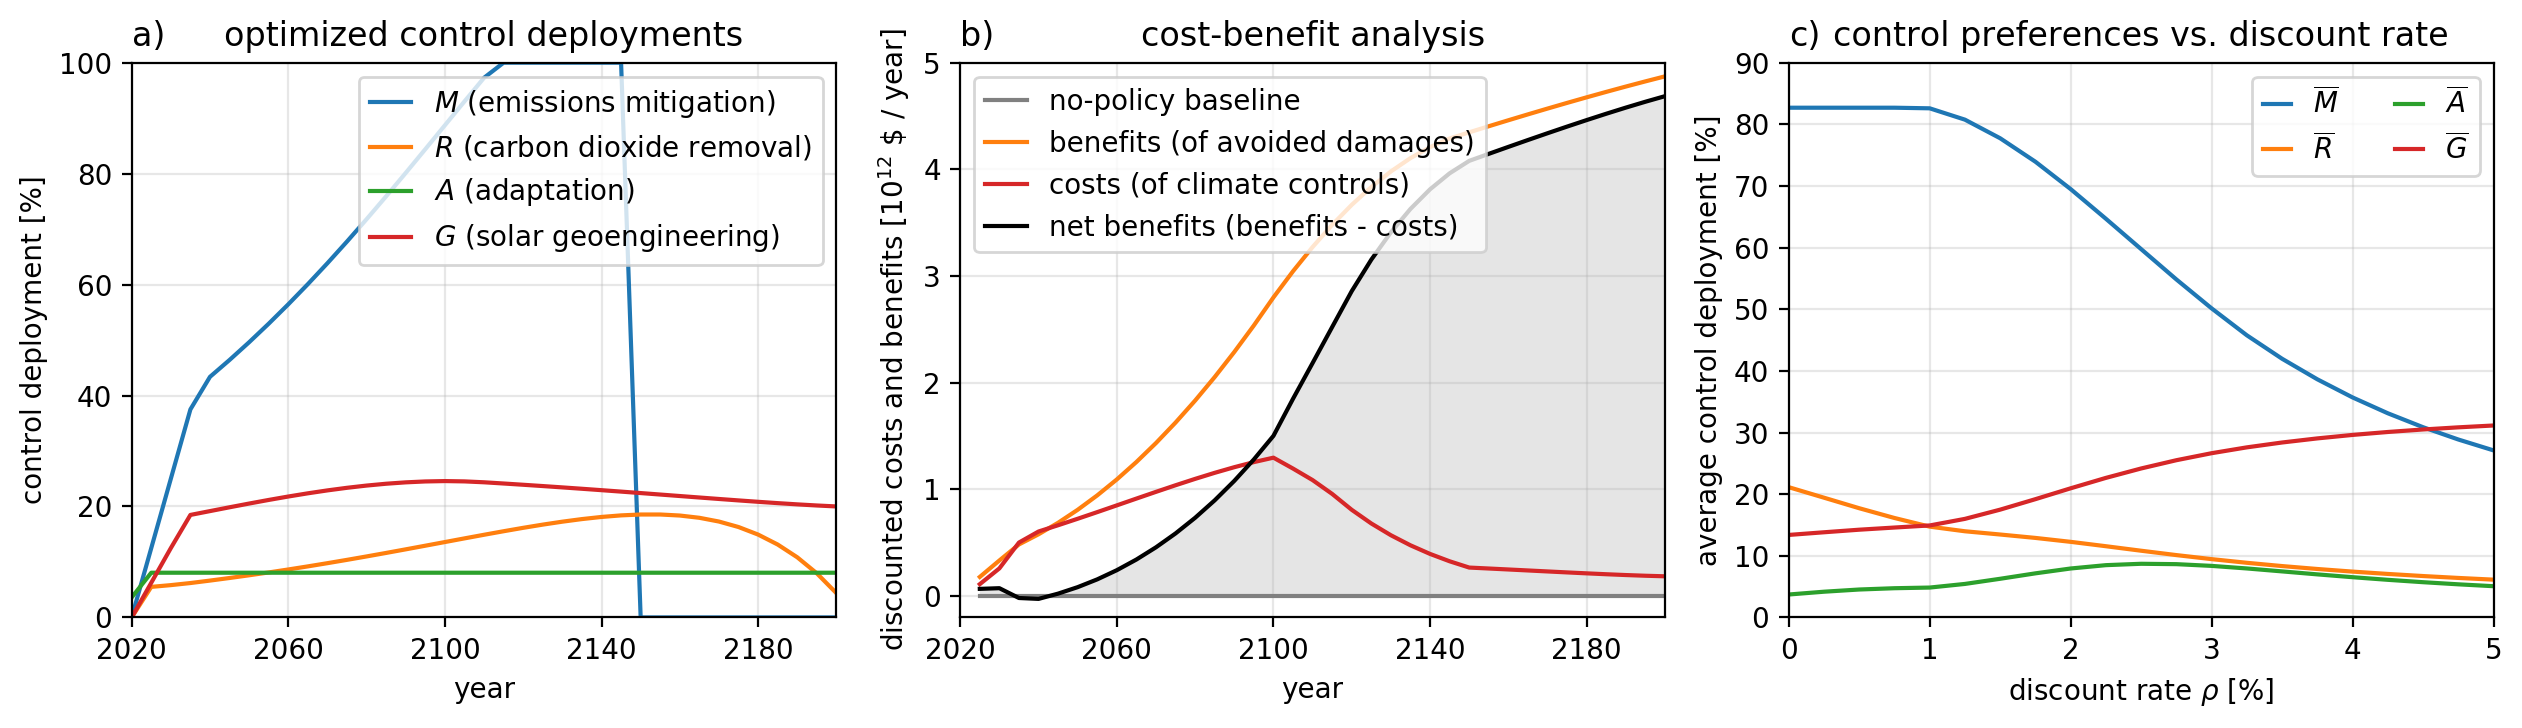 a) optimized control deployments
control deployment [%]
100
80
60
40
20
0
M (emissions mitigation)
R (carbon dioxide removal)
A (adaptation)
G (solar geoengineering)
2020 2060 2100 2140 2180
year
b) cost-benefit analysis
discounted costs and benefits [10¹² $ / year]
5
4
3
2
1
0
no-policy baseline
benefits (of avoided damages)
costs (of climate controls)
net benefits (benefits - costs)
2020 2060 2100 2140 2180
year
c) control preferences vs. discount rate
average control deployment [%]
90
80
70
60
50
40
30
20
10
0
M̅ A̅
R̅ G̅
0 1 2 3 4 5
discount rate ρ [%]